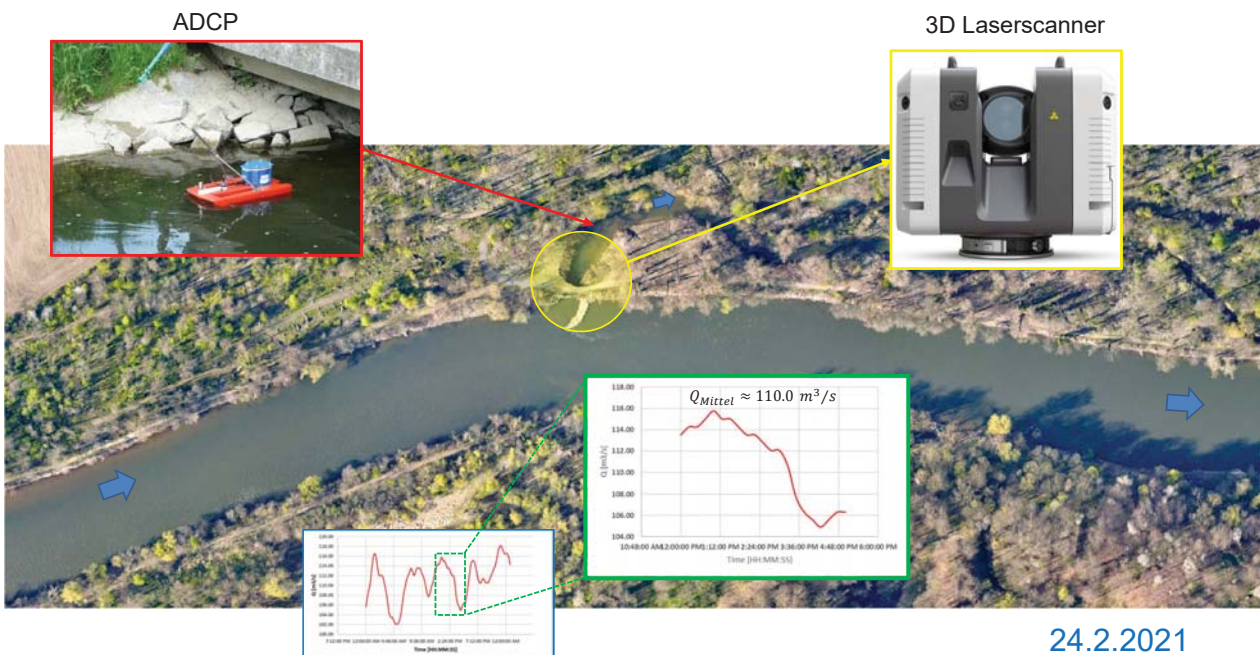 ADCP
3D Laserscanner
Q_Mittel ≈ 110.0 m³/s
118.00
116.00
114.00
112.00
110.00
108.00
106.00
104.00
Q [m3/s]
10:48:00 AM 12:00:00 PM 1:12:00 PM 2:24:00 PM 3:36:00 PM 4:48:00 PM 6:00:00 PM
Time [HH:MM:SS]
Q [m3/s]
Time [HH:MM:SS]
24.2.2021